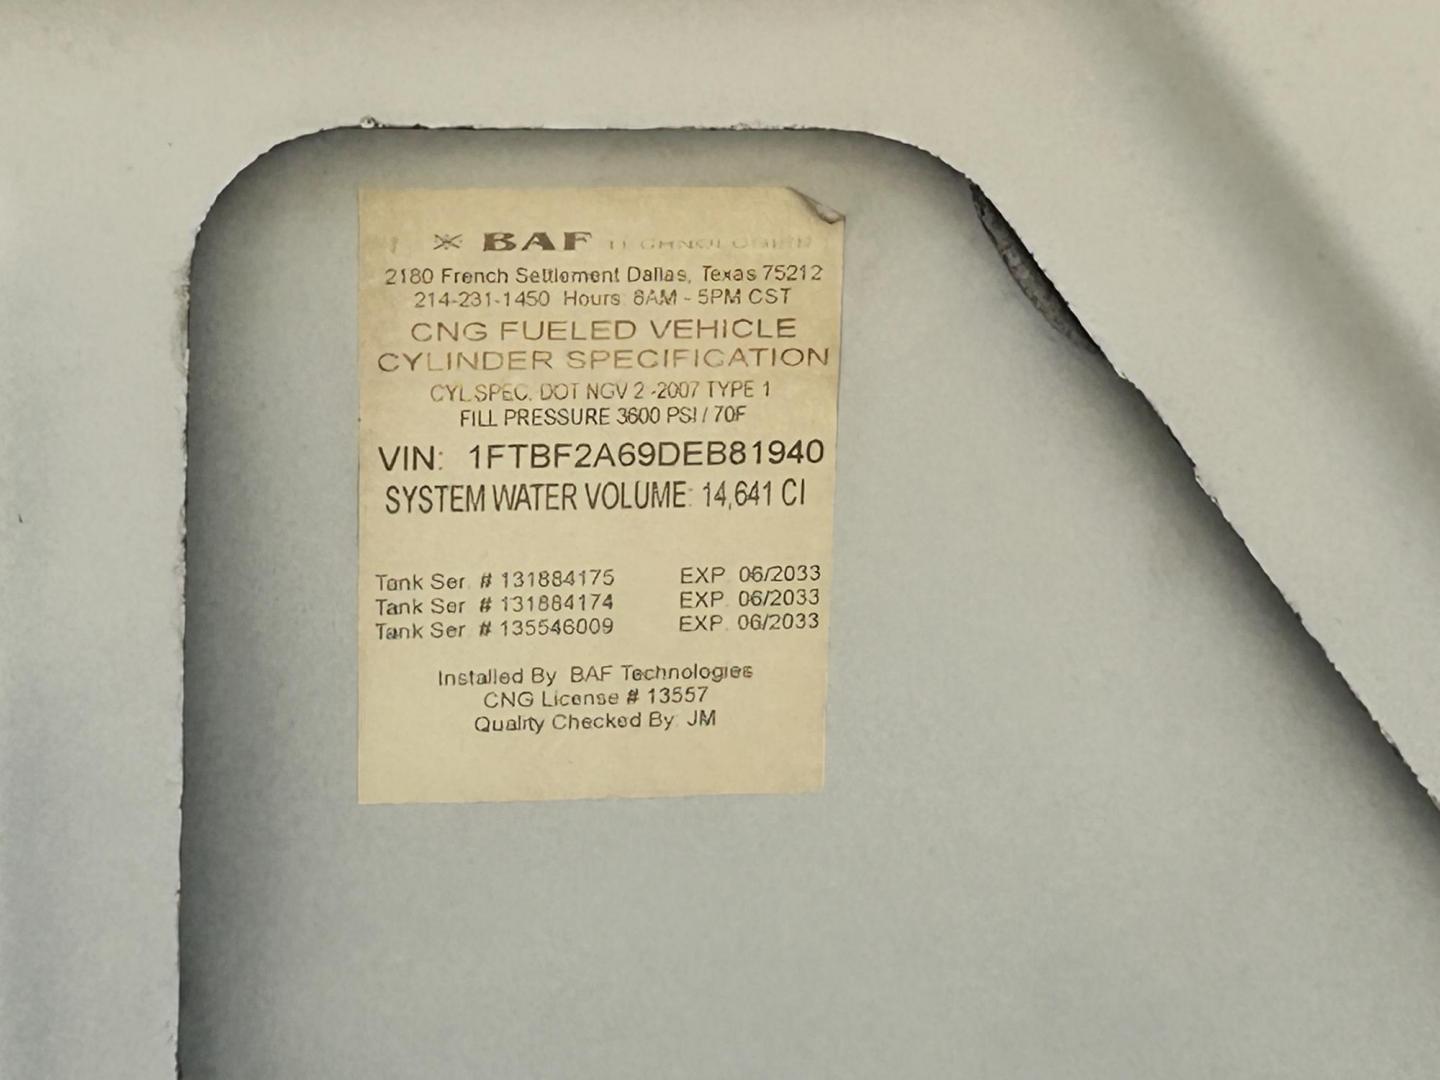 BAF TECHNOLOGIES
2180 French Settlement Dallas, Texas 75212
214-231-1450 Hours: 8AM - 5PM CST
CNG FUELED VEHICLE
CYLINDER SPECIFICATION
CYL.SPEC. DOT NGV 2 -2007 TYPE 1
FILL PRESSURE 3600 PSI / 70F
VIN: 1FTBF2A69DEB81940
SYSTEM WATER VOLUME: 14,641 CI
Tank Ser. # 131884175 EXP. 06/2033
Tank Ser # 131884174 EXP. 06/2033
Tank Ser. # 135546009 EXP. 06/2033
Installed By BAF Technologies
CNG License # 13557
Quality Checked By: JM